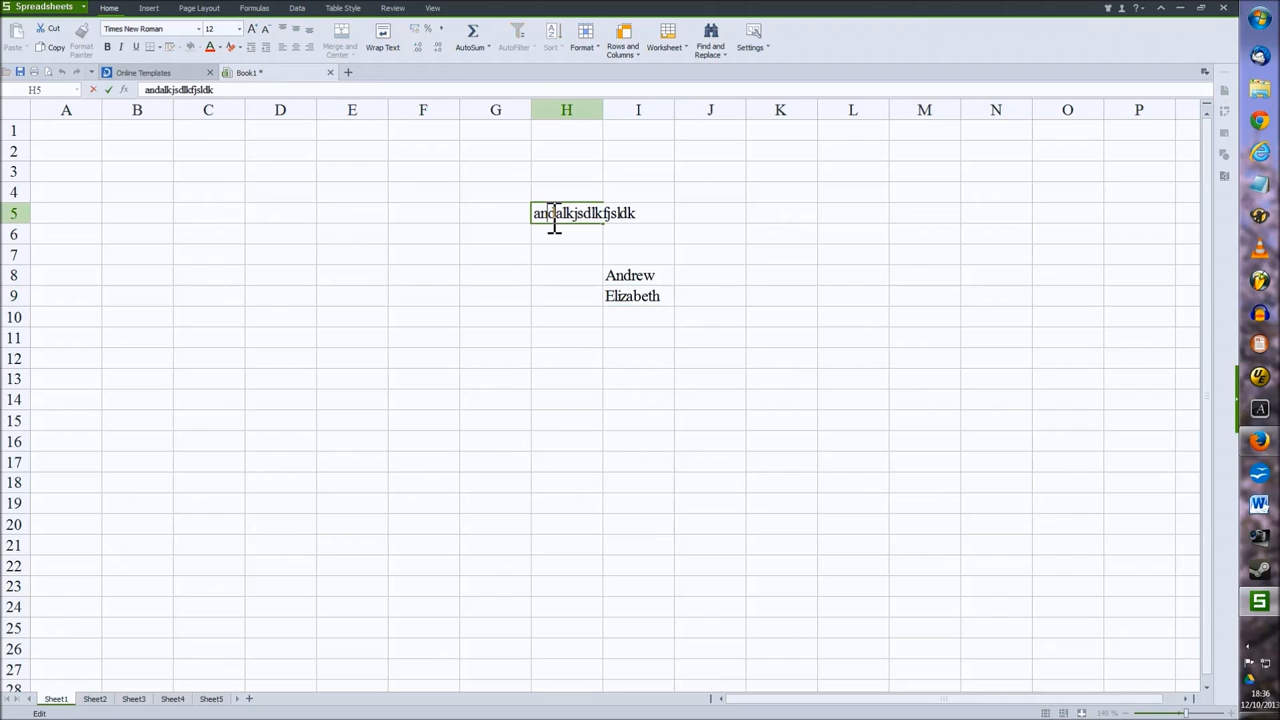 Spreadsheets
Home Insert Page Layout Formulas Data Table Style Review View
Paste Cut Copy Format Painter
Times New Roman 12
B I U A
Merge and Center Wrap Text AutoSum AutoFilter Sort Format Rows and Columns Worksheet Find and Replace Settings
Online Templates Book1 *
H5 fx andalkjsdlkfjsldk
A B C D E F G H I J K L M N O P
1
2
3
4
5 andalkjsdlkfjsldk
6
7
8 Andrew
9 Elizabeth
10
11
12
13
14
15
16
17
18
19
20
21
22
23
24
25
26
27
28
Sheet1 Sheet2 Sheet3 Sheet4 Sheet5
Edit
18:36
12/10/2013